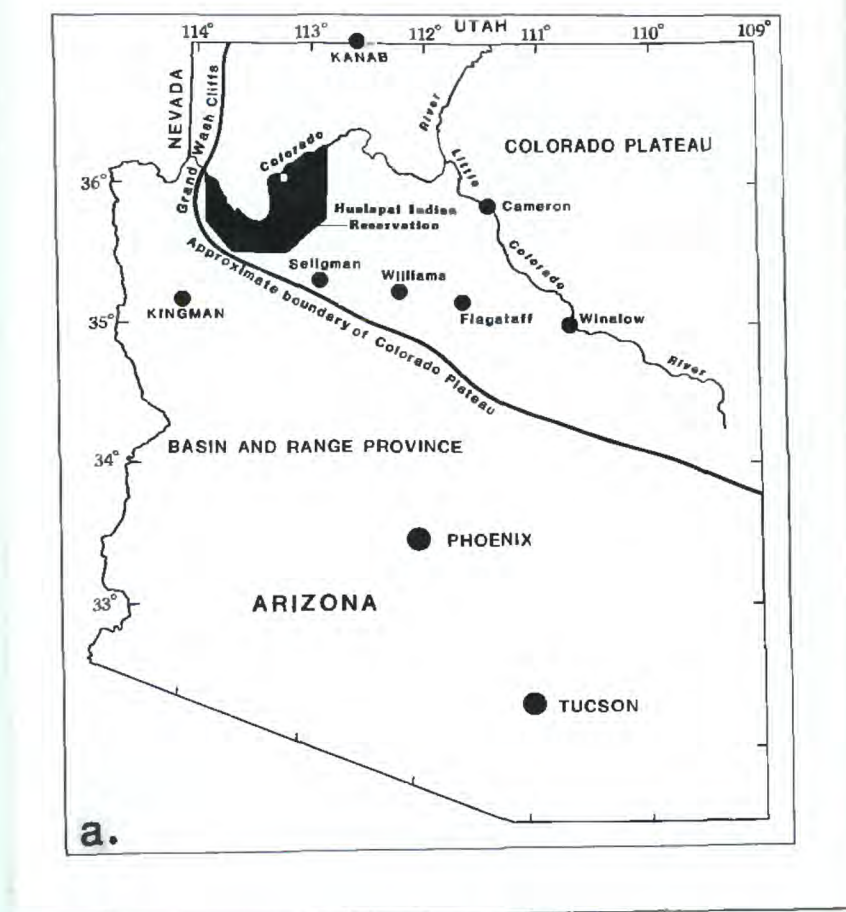 UTAH
114° 113° 112° 111° 110° 109°
KANAB
NEVADA
Grand Wash Cliffs
Colorado
River
Little
COLORADO PLATEAU
36°
Hualapai Indian
Reservation
Cameron
Colorado
Approximate boundary of Colorado Plateau
Seligman
Williams
KINGMAN
Flagstaff
Winslow
35°
River
BASIN AND RANGE PROVINCE
34°
PHOENIX
33°
ARIZONA
TUCSON
a.